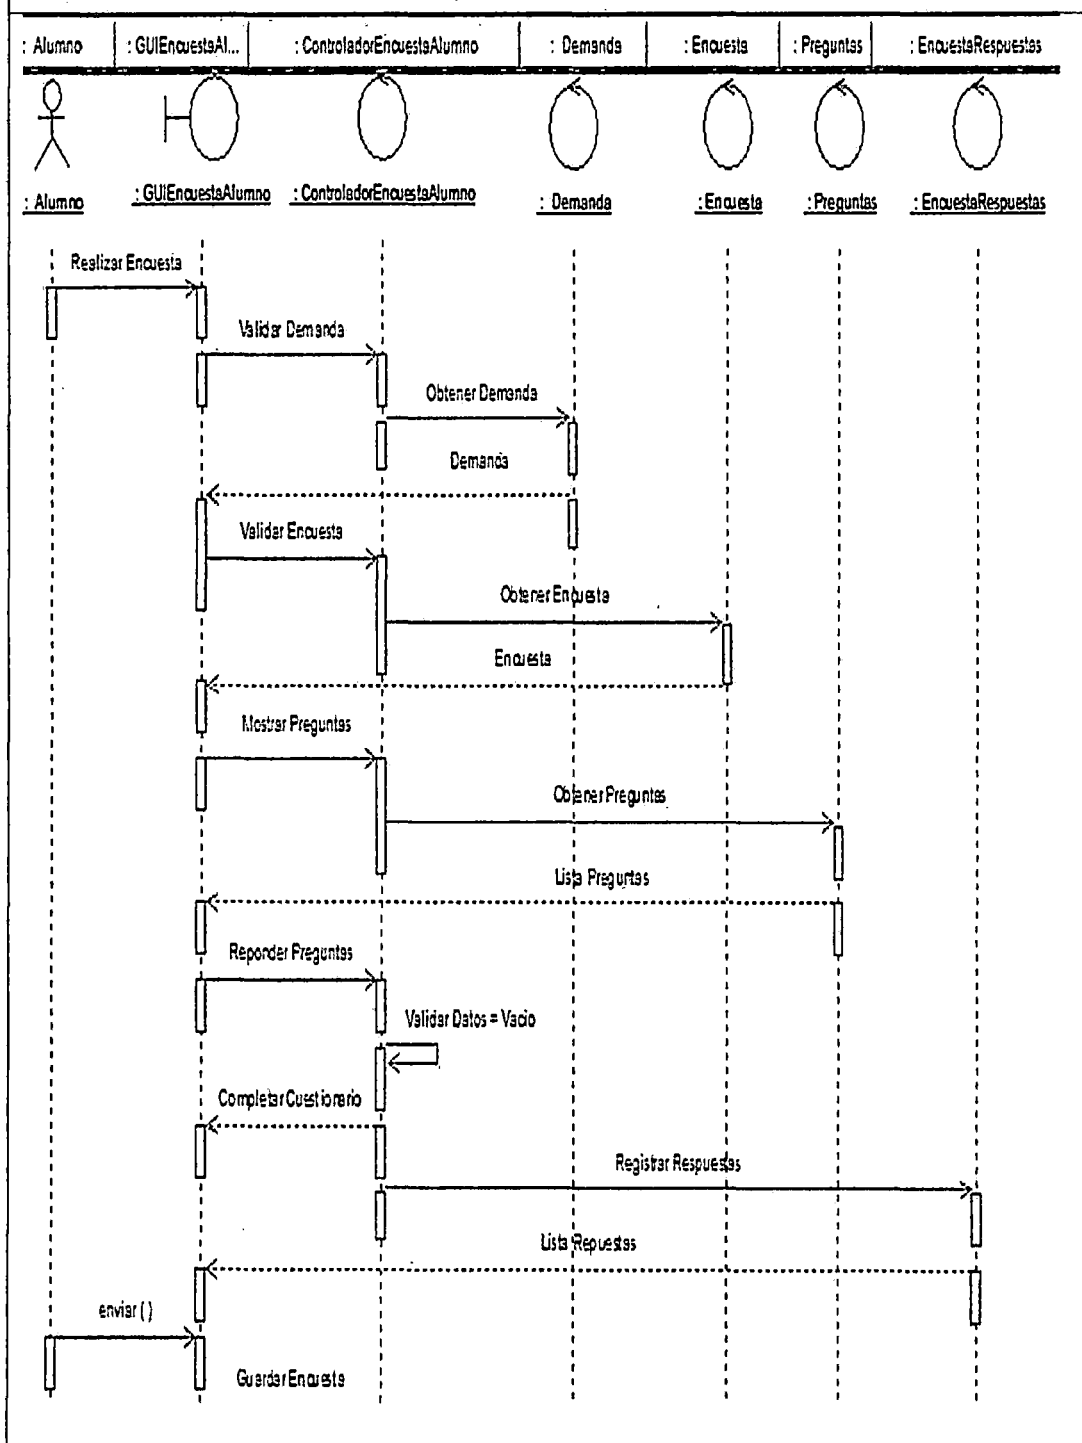 : Alumno
: GUIEncuestaAl...
: ControladorEncuestaAlumno
: Demanda
: Encuesta
: Preguntas
: EncuestaRespuestas
: Alumno
: GUIEncuestaAlumno
: ControladorEncuestaAlumno
: Demanda
: Encuesta
: Preguntas
: EncuestaRespuestas
Realizar Encuesta
Validar Demanda
Obtener Demanda
Demanda
Validar Encuesta
Obtener Encuesta
Encuesta
Mostrar Preguntas
Obtener Preguntas
Lista Preguntas
Reponder Preguntas
Validar Datos = Vacio
Completar Cuestionario
Registrar Respuestas
Lista Repuestas
enviar ( )
Guardar Encuesta